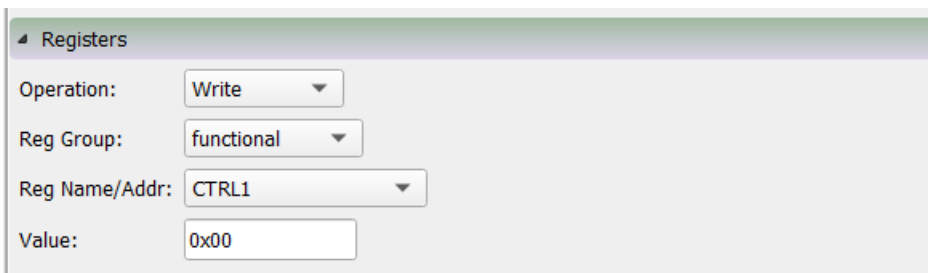 Registers
Operation: Write
Reg Group: functional
Reg Name/Addr: CTRL1
Value: 0x00